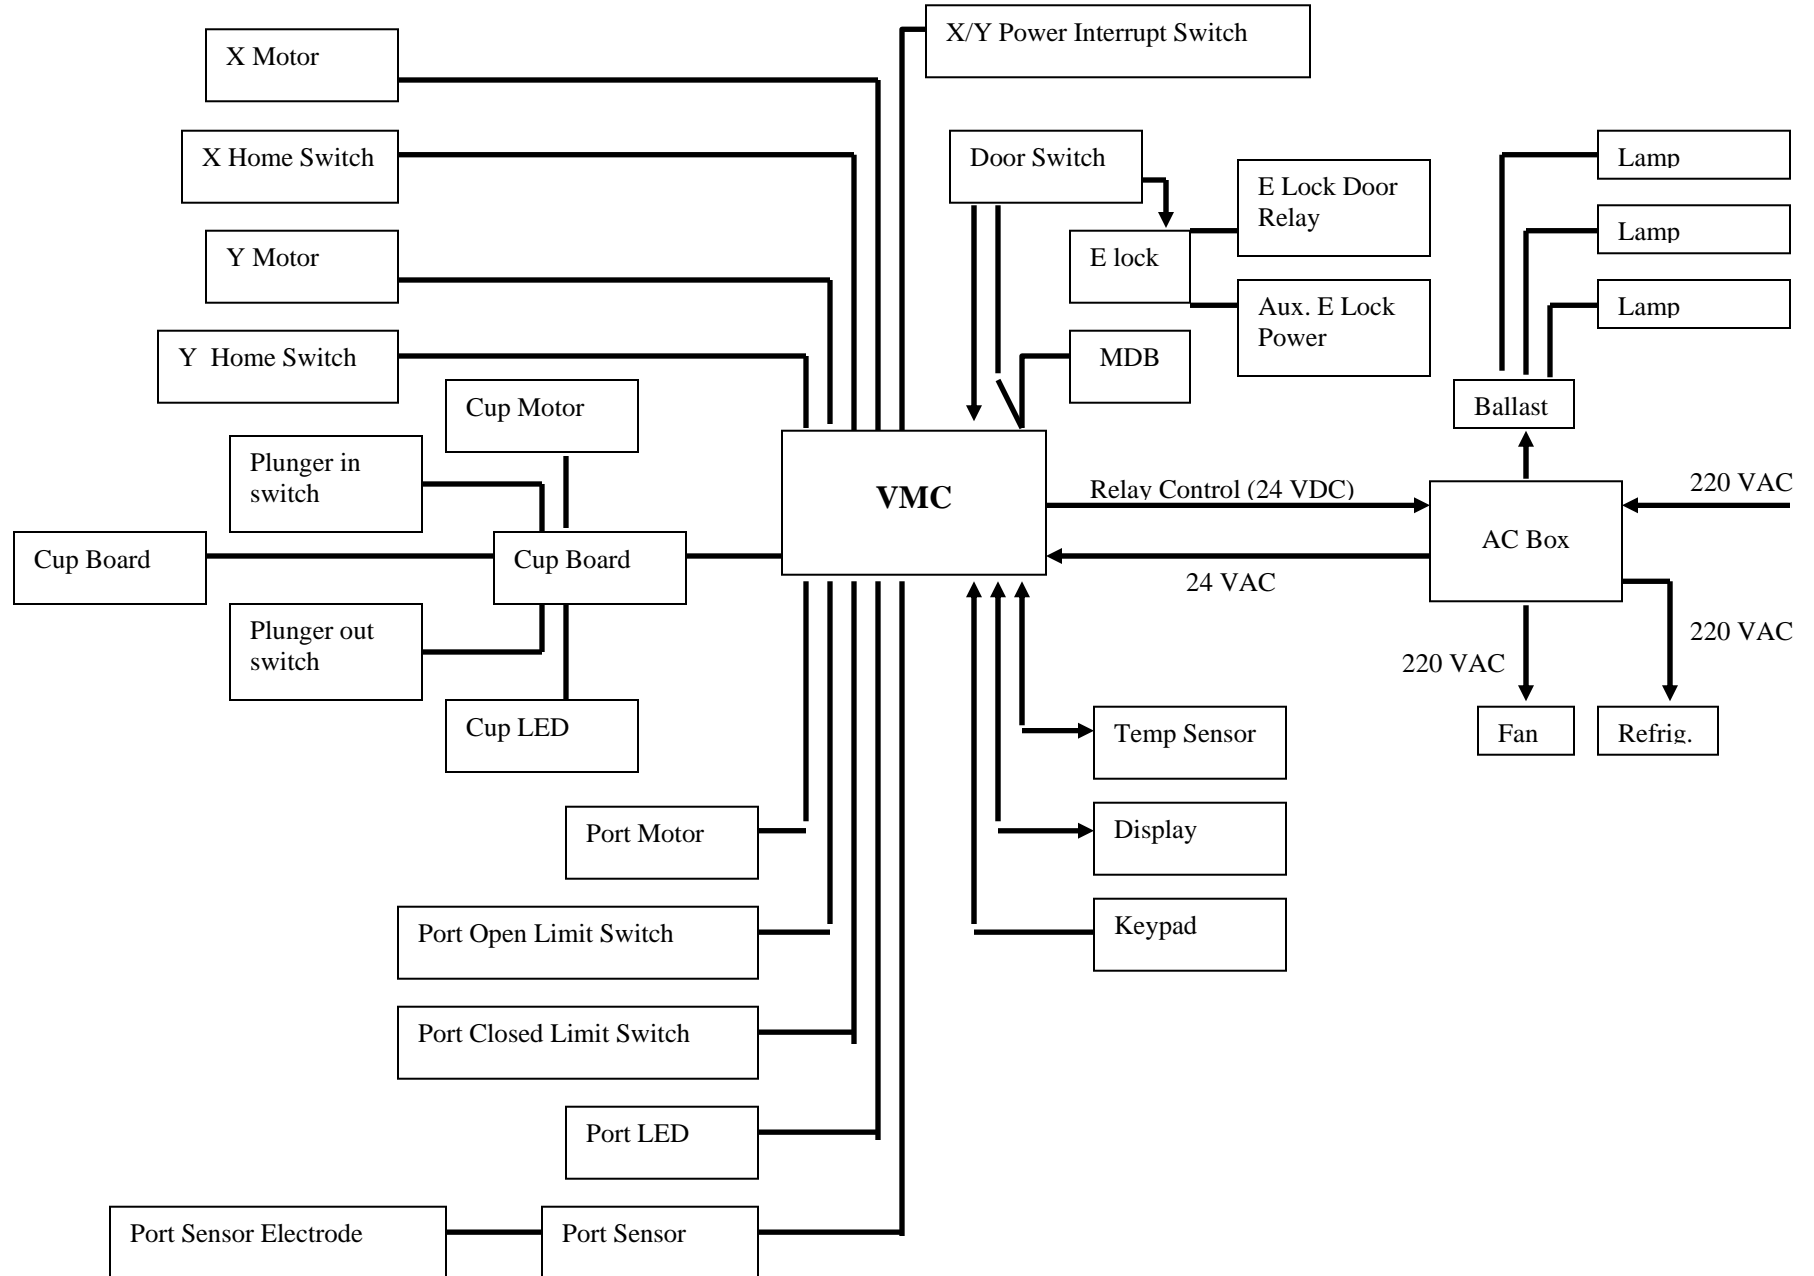 X/Y Power Interrupt Switch
X Motor
X Home Switch
Door Switch
Lamp
E Lock Door
Relay
Lamp
Y Motor
E lock
Aux. E Lock
Power
Lamp
Y  Home Switch
MDB
Cup Motor
Ballast
Plunger in
switch
VMC
Relay Control (24 VDC)
220 VAC
AC Box
Cup Board
Cup Board
24 VAC
Plunger out
switch
220 VAC
220 VAC
Cup LED
Temp Sensor
Fan
Refrig.
Port Motor
Display
Port Open Limit Switch
Keypad
Port Closed Limit Switch
Port LED
Port Sensor Electrode
Port Sensor